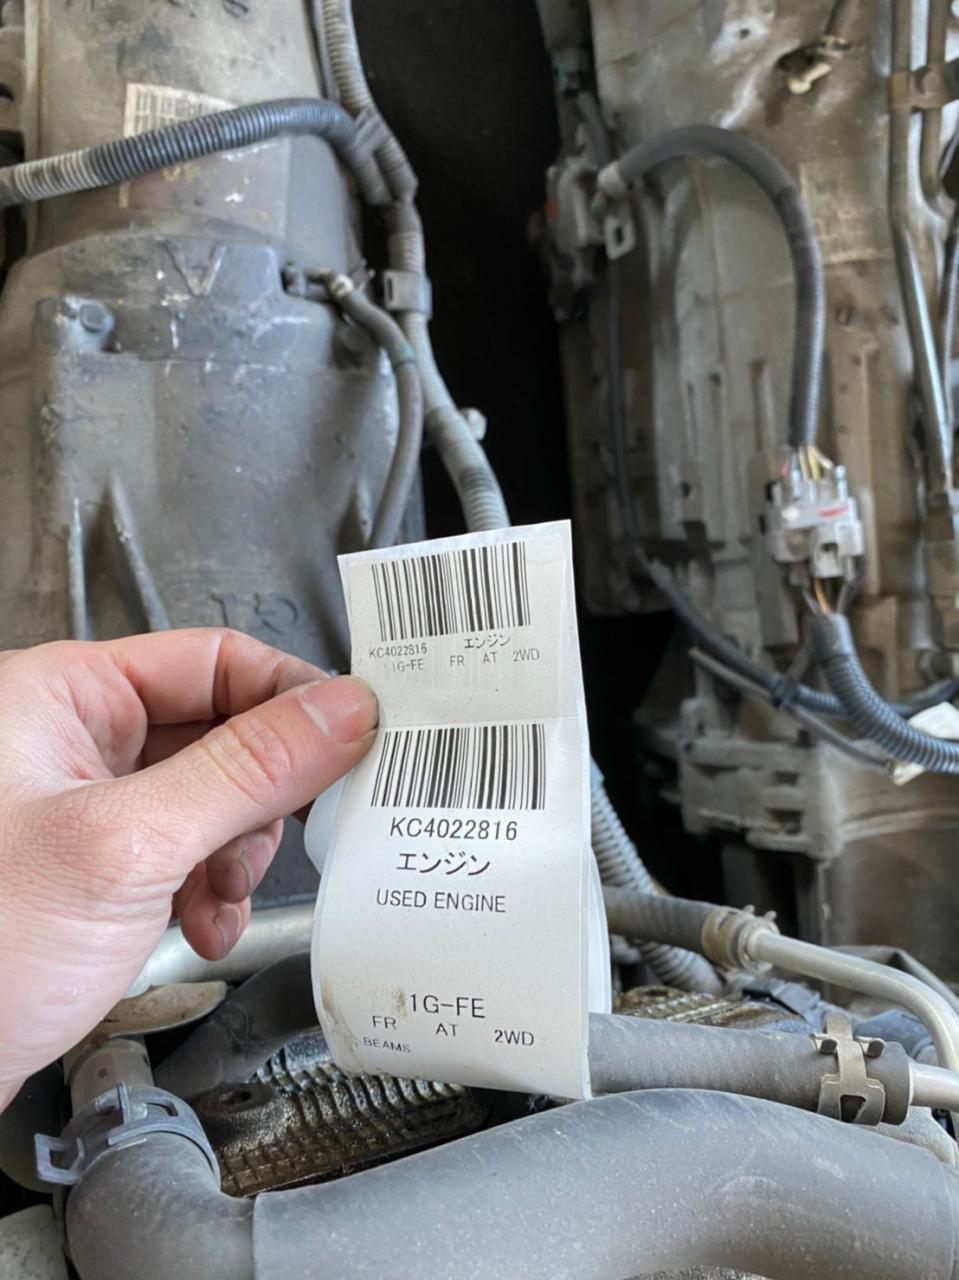 KC4022816 エンジン
1G-FE FR AT 2WD
KC4022816
エンジン
USED ENGINE
1G-FE
FR AT 2WD
BEAMS